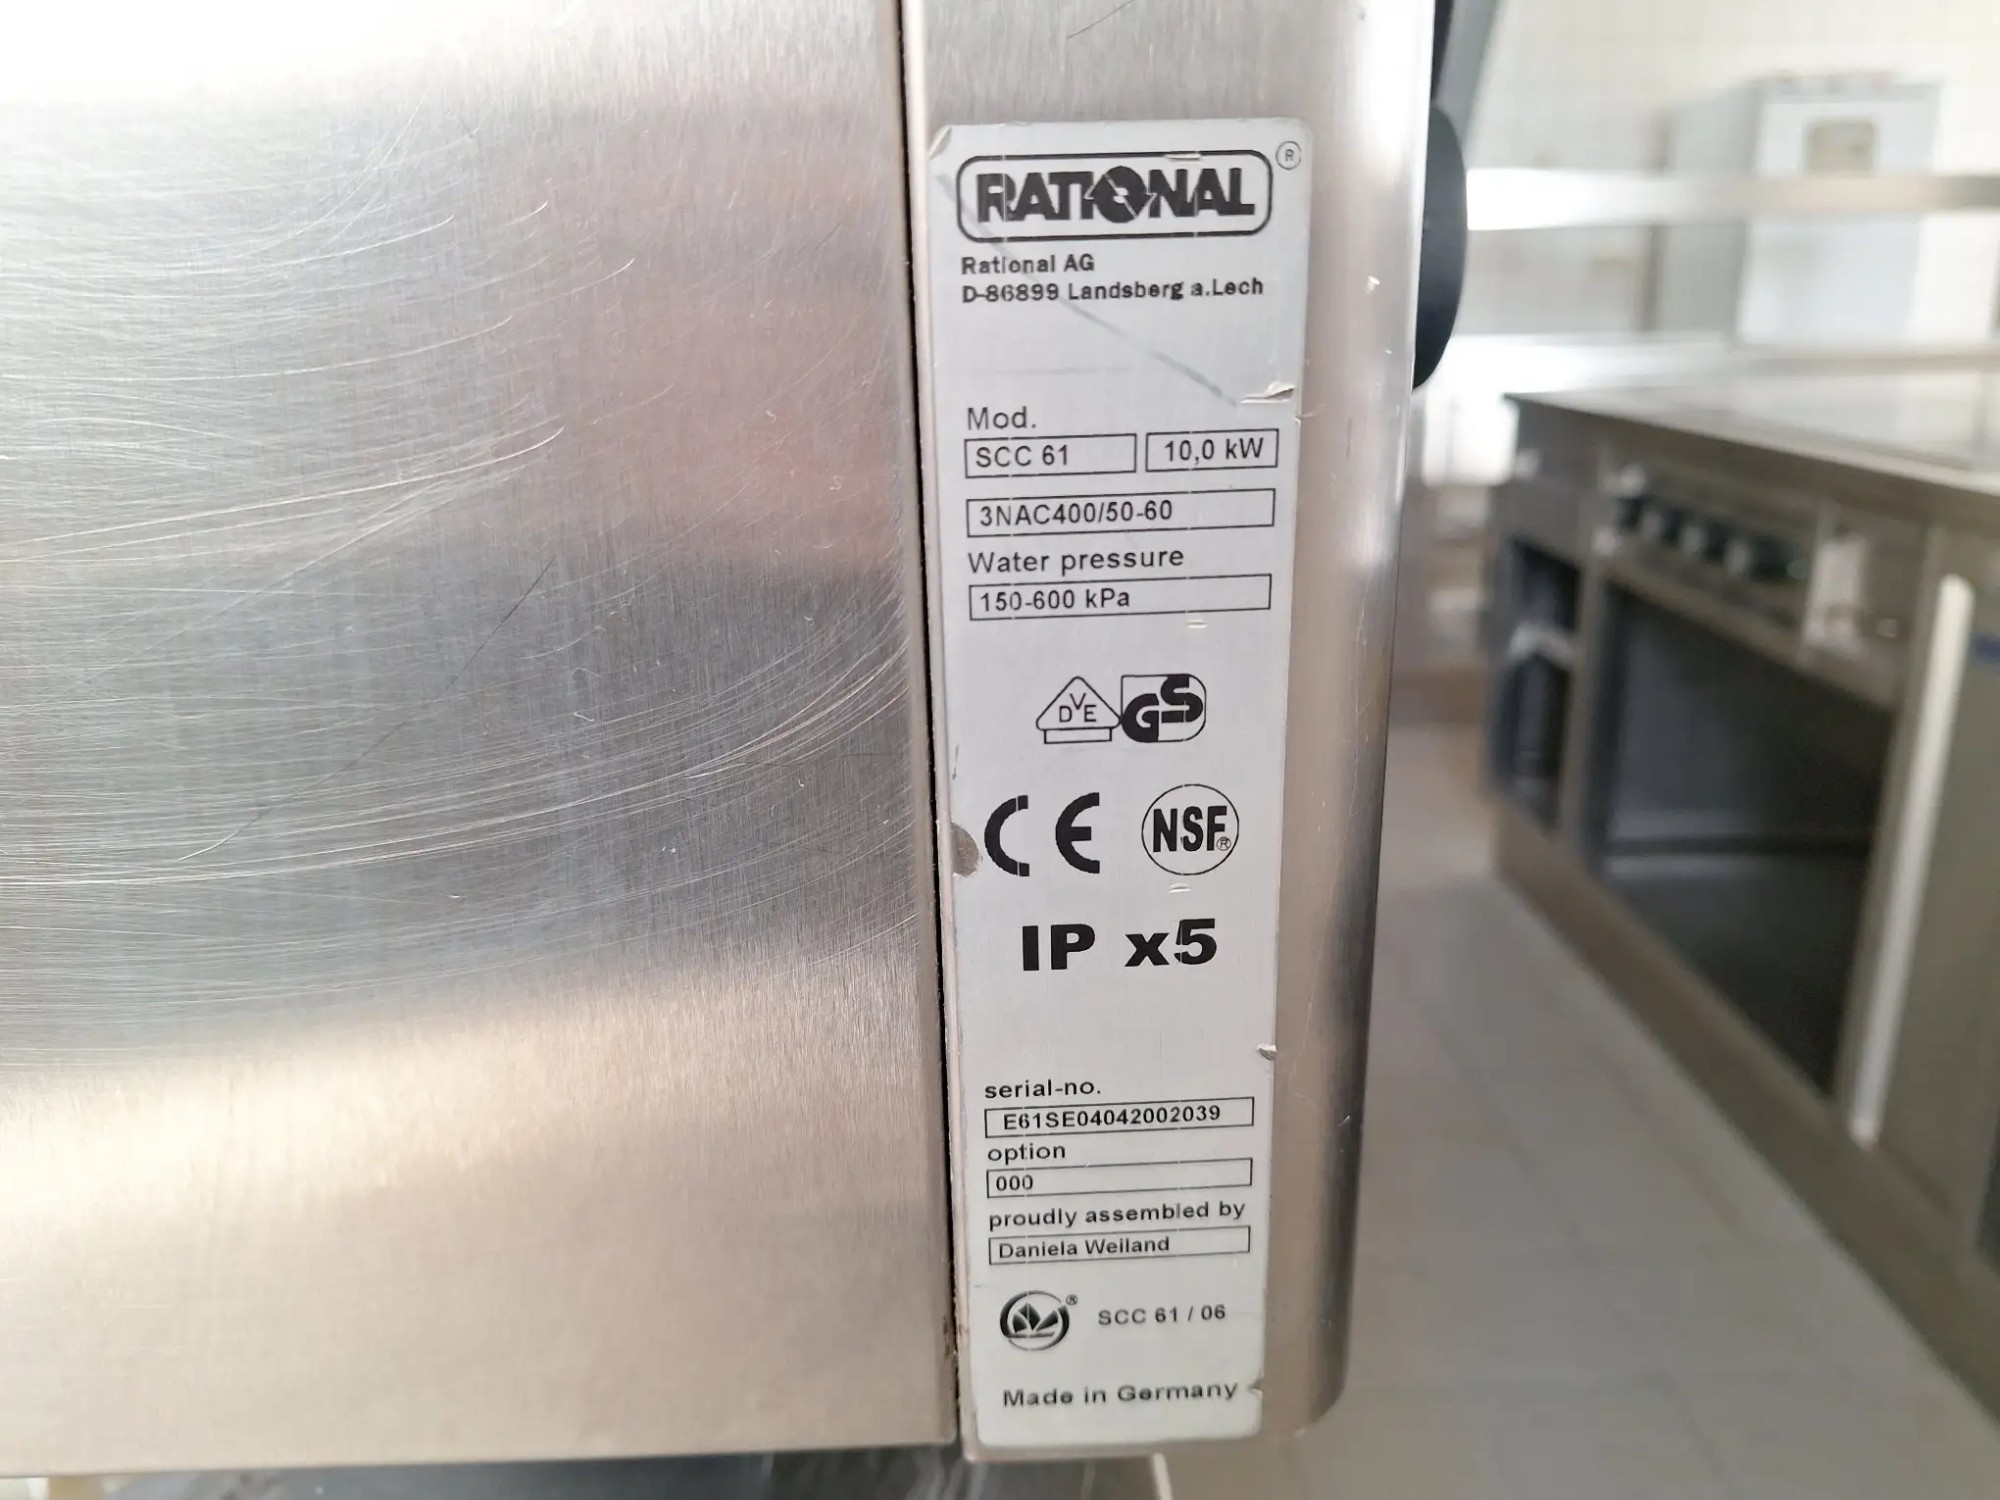 RATIONAL ®
Rational AG
D-86899 Landsberg a.Lech
Mod.
SCC 61 10,0 kW
3NAC400/50-60
Water pressure
150-600 kPa
DVE GS
CE NSF®
IP x5
serial-no.
E61SE04042002039
option
000
proudly assembled by
Daniela Weiland
® SCC 61 / 06
Made in Germany